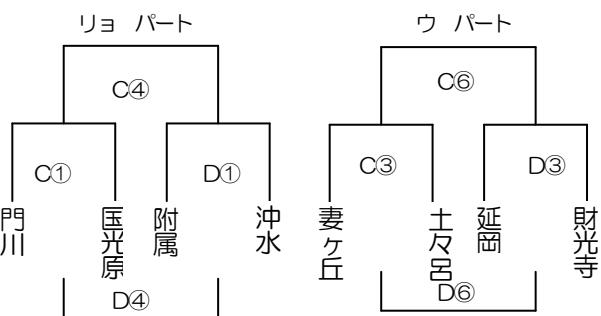 リョ パート
ウ パート
C④
C⑥
C①
D①
C③
D③
門川
国光原
附属
沖水
妻ヶ丘
土々呂
延岡
財光寺
D④
D⑥